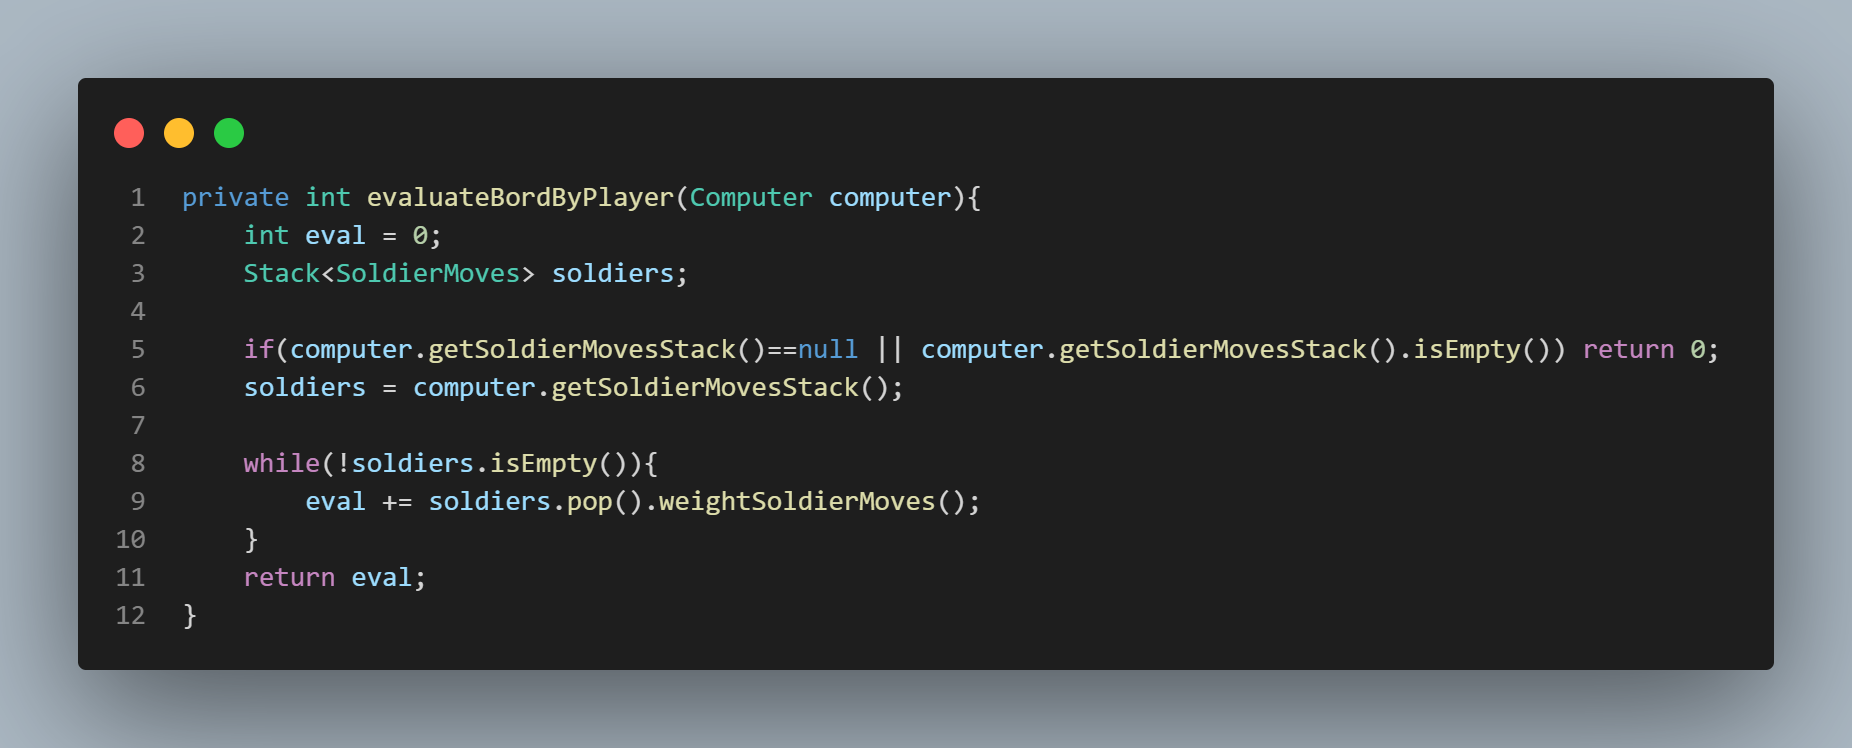 1 private int evaluateBordByPlayer(Computer computer){
2     int eval = 0;
3     Stack<SoldierMoves> soldiers;
4
5     if(computer.getSoldierMovesStack()==null || computer.getSoldierMovesStack().isEmpty()) return 0;
6     soldiers = computer.getSoldierMovesStack();
7
8     while(!soldiers.isEmpty()){
9         eval += soldiers.pop().weightSoldierMoves();
10     }
11     return eval;
12 }